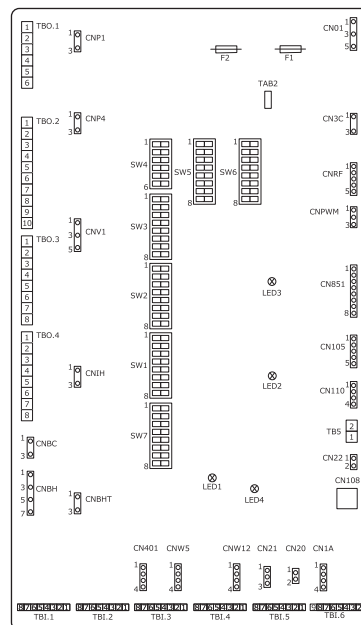 TBO.1
1
2
3
4
5
6
CNP1
1
3
F2
F1
CN01
1
3
5
TAB2
TBO.2
1
2
3
4
5
6
7
8
9
10
CNP4
1
3
SW4
1
6
SW5
1
8
SW6
1
8
CN3C
1
3
CNRF
1
5
CNPWM
1
3
SW3
1
8
CNV1
1
3
5
TBO.3
1
2
3
4
5
6
7
8
SW2
1
8
LED3
CN851
1
8
TBO.4
1
2
3
4
5
6
7
8
CNIH
1
3
SW1
1
8
LED2
CN105
1
5
CN110
1
4
TB5
2
1
SW7
1
8
CNBC
1
3
CN22
1
2
CNBH
1
3
5
7
CNBHT
1
3
LED1
LED4
CN108
CN401
1
4
CNW5
1
4
CNW12
1
4
CN21
1
3
CN20
1
2
CN1A
1
4
TBI.1
TBI.2
TBI.3
TBI.4
TBI.5
TBI.6